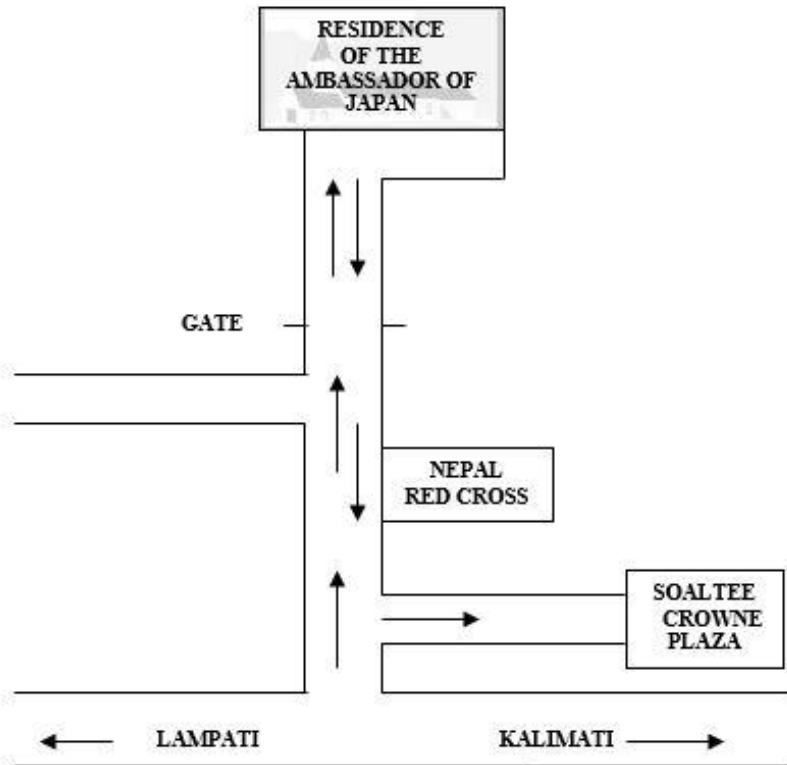 RESIDENCE
OF THE
AMBASSADOR OF
JAPAN
GATE
NEPAL
RED CROSS
SOALTEE
CROWNE
PLAZA
LAMPATI
KALIMATI